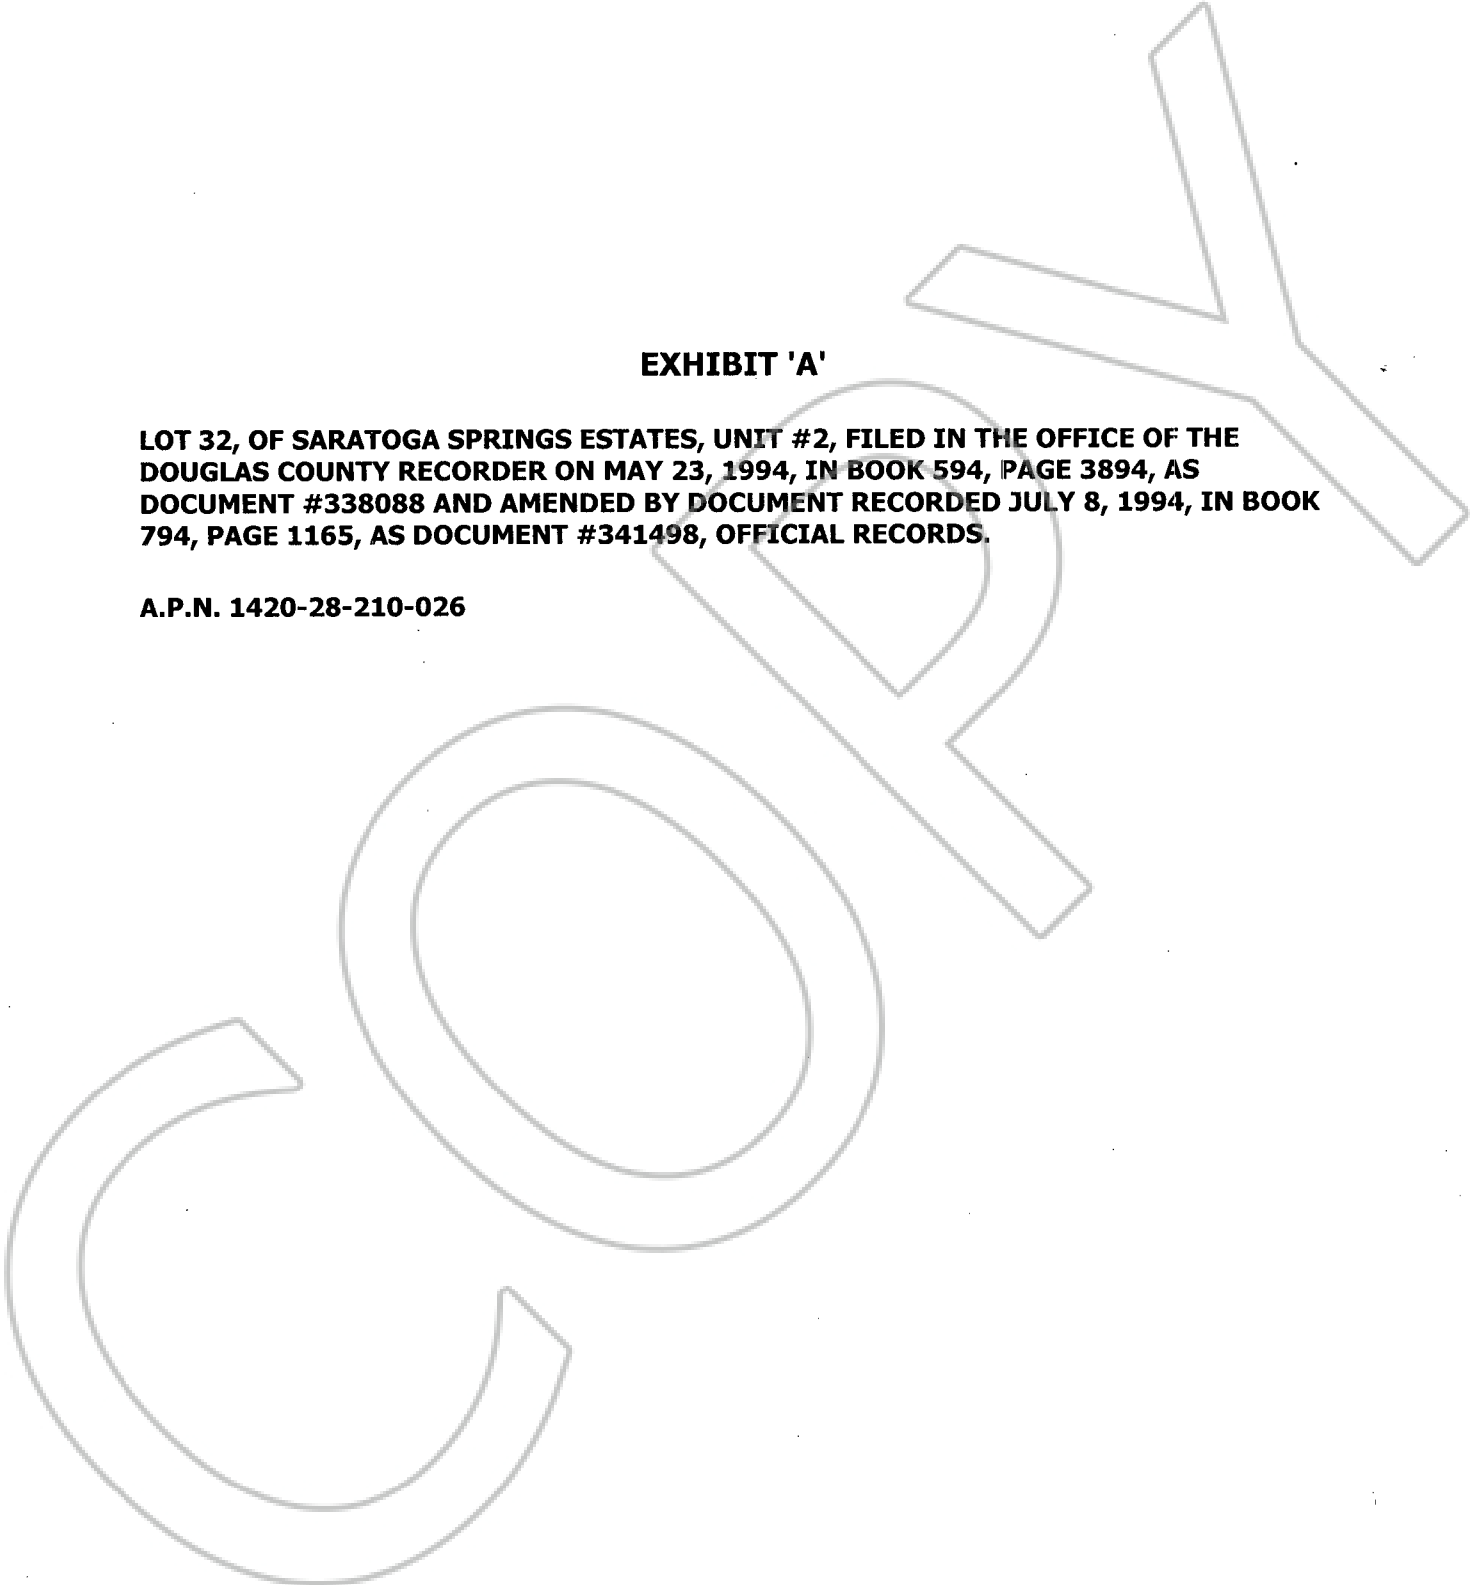 EXHIBIT 'A'
LOT 32, OF SARATOGA SPRINGS ESTATES, UNIT #2, FILED IN THE OFFICE OF THE
DOUGLAS COUNTY RECORDER ON MAY 23, 1994, IN BOOK 594, PAGE 3894, AS
DOCUMENT #338088 AND AMENDED BY DOCUMENT RECORDED JULY 8, 1994, IN BOOK
794, PAGE 1165, AS DOCUMENT #341498, OFFICIAL RECORDS.
A.P.N. 1420-28-210-026
COPY